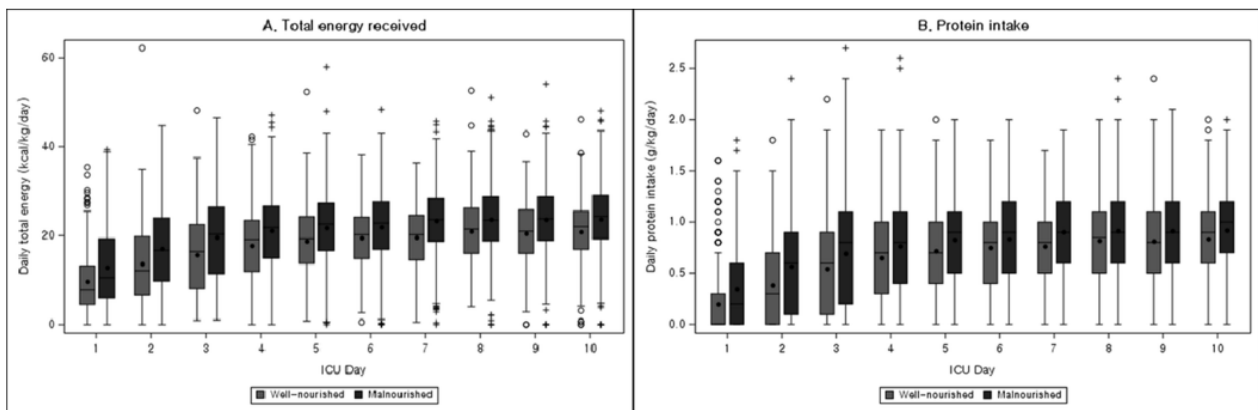 A. Total energy received
Daily total energy (kcal/kg/day)
60
40
20
0
1 2 3 4 5 6 7 8 9 10
ICU Day
Well-nourished Malnourished
B. Protein intake
Daily protein intake (g/kg/day)
2.5
2.0
1.5
1.0
0.5
0.0
1 2 3 4 5 6 7 8 9 10
ICU Day
Well-nourished Malnourished